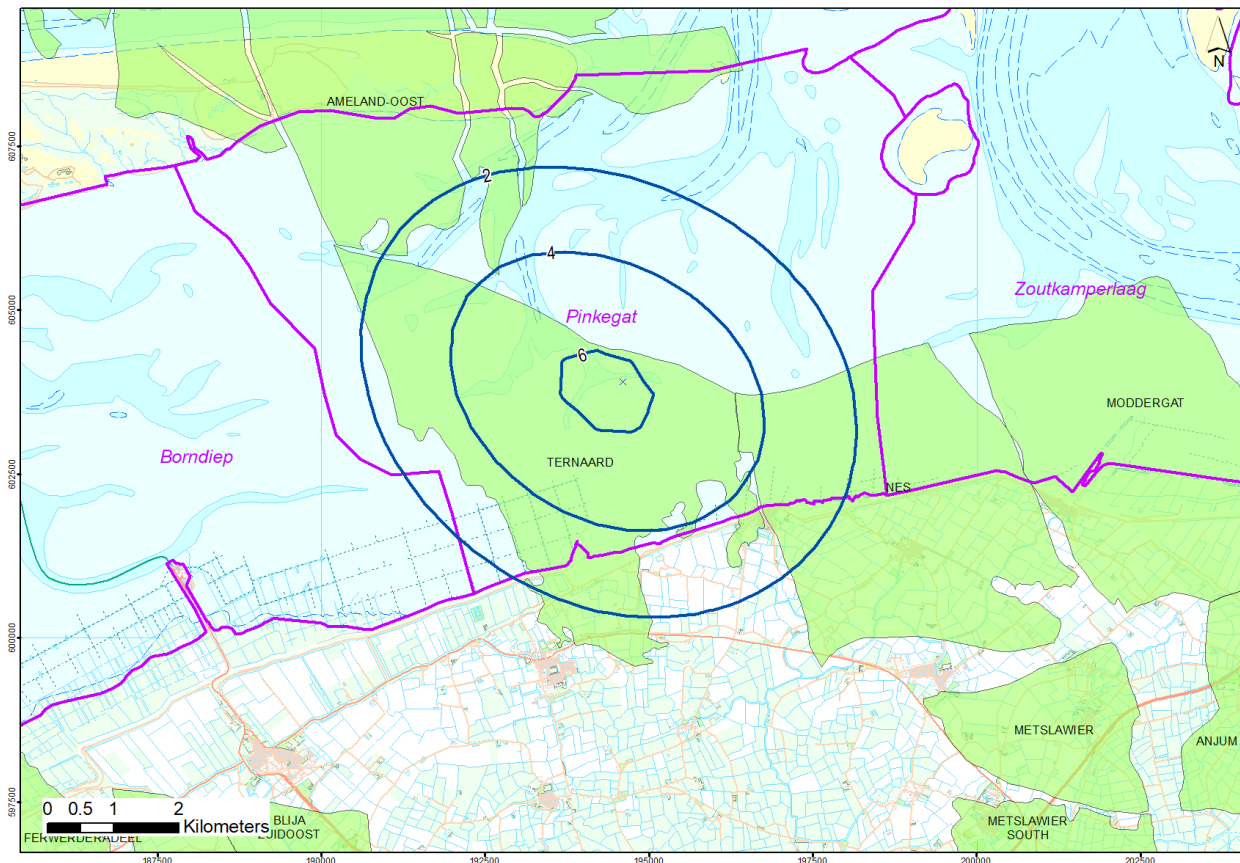 N
AMELAND-OOST
607500
2
4
Pinkegat
Zoutkamperlaag
605000
6
MODDERGAT
Borndiep
TERNAARD
602500
NES
600000
METSLAWIER
ANJUM
597500
0 0.5 1 2
Kilometers
BLIJA
ZUIDOOST
FERWERDERADEEL
METSLAWIER
SOUTH
187500 190000 192500 195000 197500 200000 202500